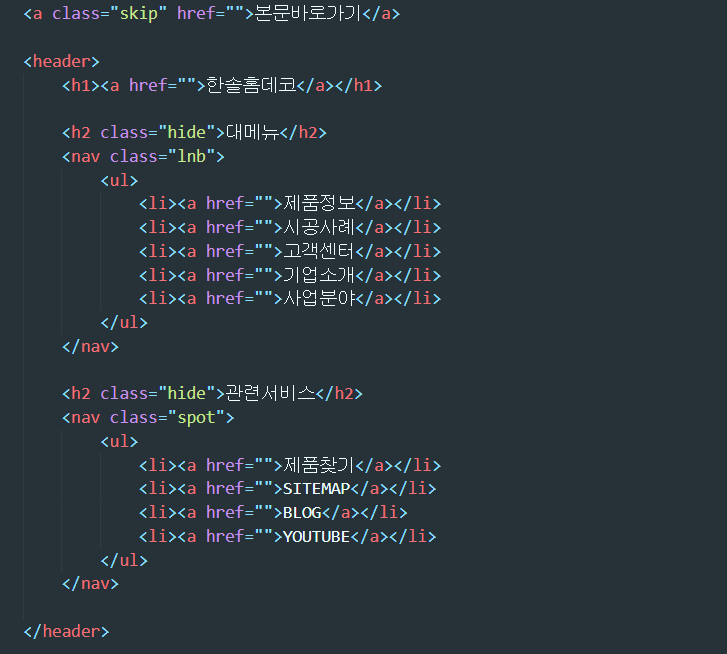 <a class="skip" href="">본문바로가기</a>
<header>
<h1><a href="">한솔홈데코</a></h1>
<h2 class="hide">대메뉴</h2>
<nav class="lnb">
<ul>
<li><a href="">제품정보</a></li>
<li><a href="">시공사례</a></li>
<li><a href="">고객센터</a></li>
<li><a href="">기업소개</a></li>
<li><a href="">사업분야</a></li>
</ul>
</nav>
<h2 class="hide">관련서비스</h2>
<nav class="spot">
<ul>
<li><a href="">제품찾기</a></li>
<li><a href="">SITEMAP</a></li>
<li><a href="">BLOG</a></li>
<li><a href="">YOUTUBE</a></li>
</ul>
</nav>
</header>